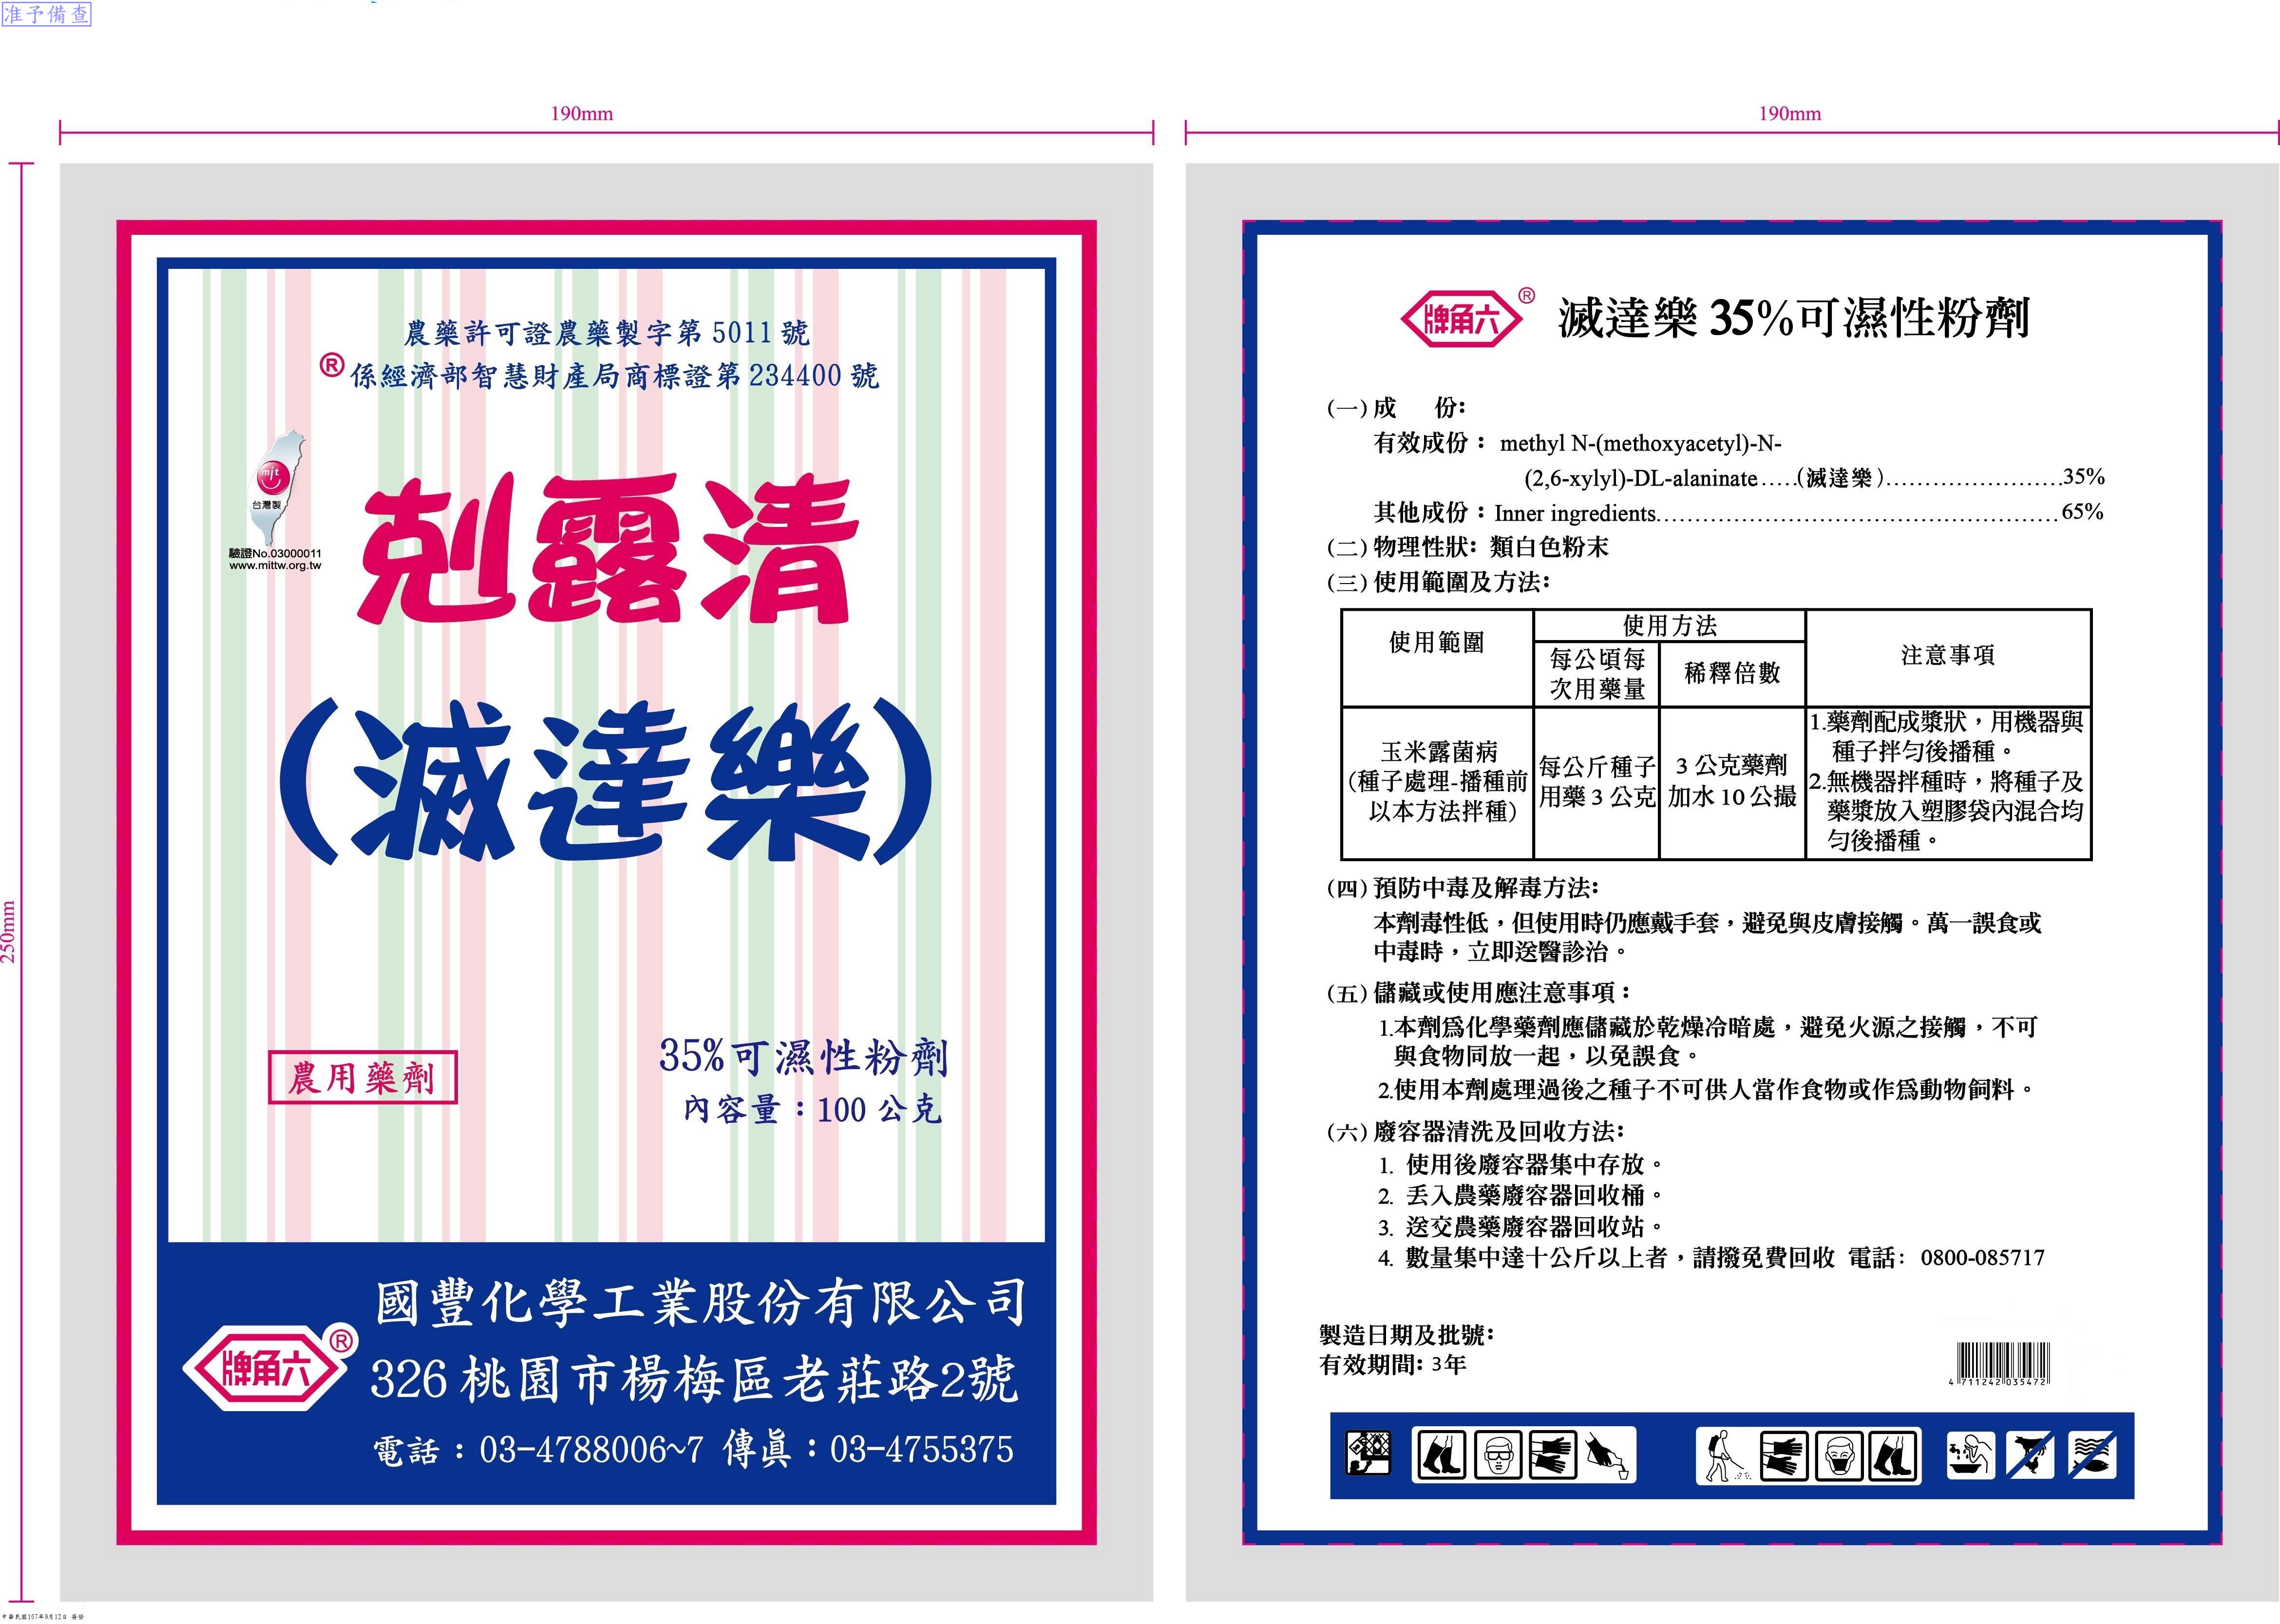 准予備查
190mm
190mm
250mm
農藥許可證農藥製字第 5011 號
®係經濟部智慧財產局商標證第 234400 號
mit
台灣製
驗證No.03000011
www.mittw.org.tw
剋露清
(滅達樂)
農用藥劑
35%可濕性粉劑
內容量：100 公克
牌角六®
國豐化學工業股份有限公司
326 桃園市楊梅區老莊路2號
電話：03-4788006~7 傳眞：03-4755375
牌角六® 滅達樂 35%可濕性粉劑
(一)成 份:
有效成份： methyl N-(methoxyacetyl)-N-
(2,6-xylyl)-DL-alaninate.....(滅達樂).......................35%
其他成份：Inner ingredients....................................................65%
(二)物理性狀: 類白色粉末
(三)使用範圍及方法:
使用範圍
使用方法
注意事項
每公頃每
次用藥量
稀釋倍數
玉米露菌病
(種子處理-播種前
以本方法拌種)
每公斤種子
用藥 3 公克
3 公克藥劑
加水 10 公撮
1.藥劑配成漿狀，用機器與
種子拌勻後播種。
2.無機器拌種時，將種子及
藥漿放入塑膠袋內混合均
勻後播種。
(四)預防中毒及解毒方法:
本劑毒性低，但使用時仍應戴手套，避免與皮膚接觸。萬一誤食或
中毒時，立即送醫診治。
(五)儲藏或使用應注意事項：
1.本劑爲化學藥劑應儲藏於乾燥冷暗處，避免火源之接觸，不可
與食物同放一起，以免誤食。
2.使用本劑處理過後之種子不可供人當作食物或作爲動物飼料。
(六)廢容器清洗及回收方法:
1. 使用後廢容器集中存放。
2. 丟入農藥廢容器回收桶。
3. 送交農藥廢容器回收站。
4. 數量集中達十公斤以上者，請撥免費回收 電話: 0800-085717
製造日期及批號:
有效期間: 3年
4 711242 035472
中華民國107年9月12日